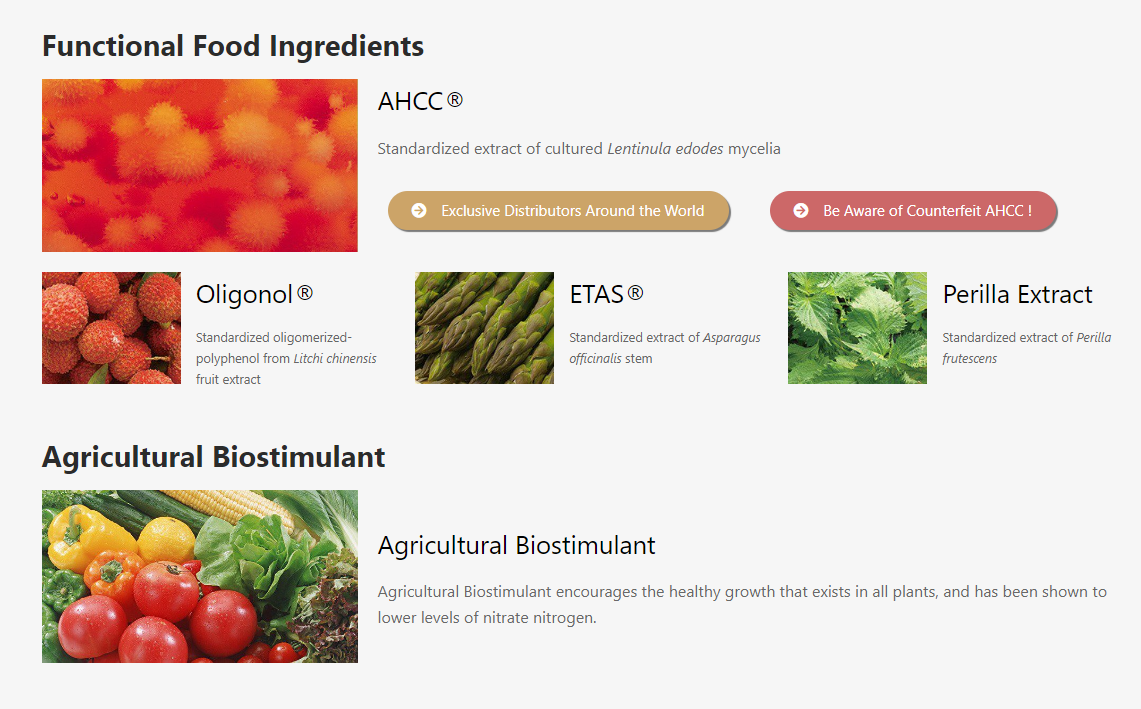 Functional Food Ingredients
AHCC®
Standardized extract of cultured Lentinula edodes mycelia
Exclusive Distributors Around the World
Be Aware of Counterfeit AHCC !
Oligonol®
Standardized oligomerized-
polyphenol from Litchi chinensis
fruit extract
ETAS®
Standardized extract of Asparagus
officinalis stem
Perilla Extract
Standardized extract of Perilla
frutescens
Agricultural Biostimulant
Agricultural Biostimulant
Agricultural Biostimulant encourages the healthy growth that exists in all plants, and has been shown to
lower levels of nitrate nitrogen.